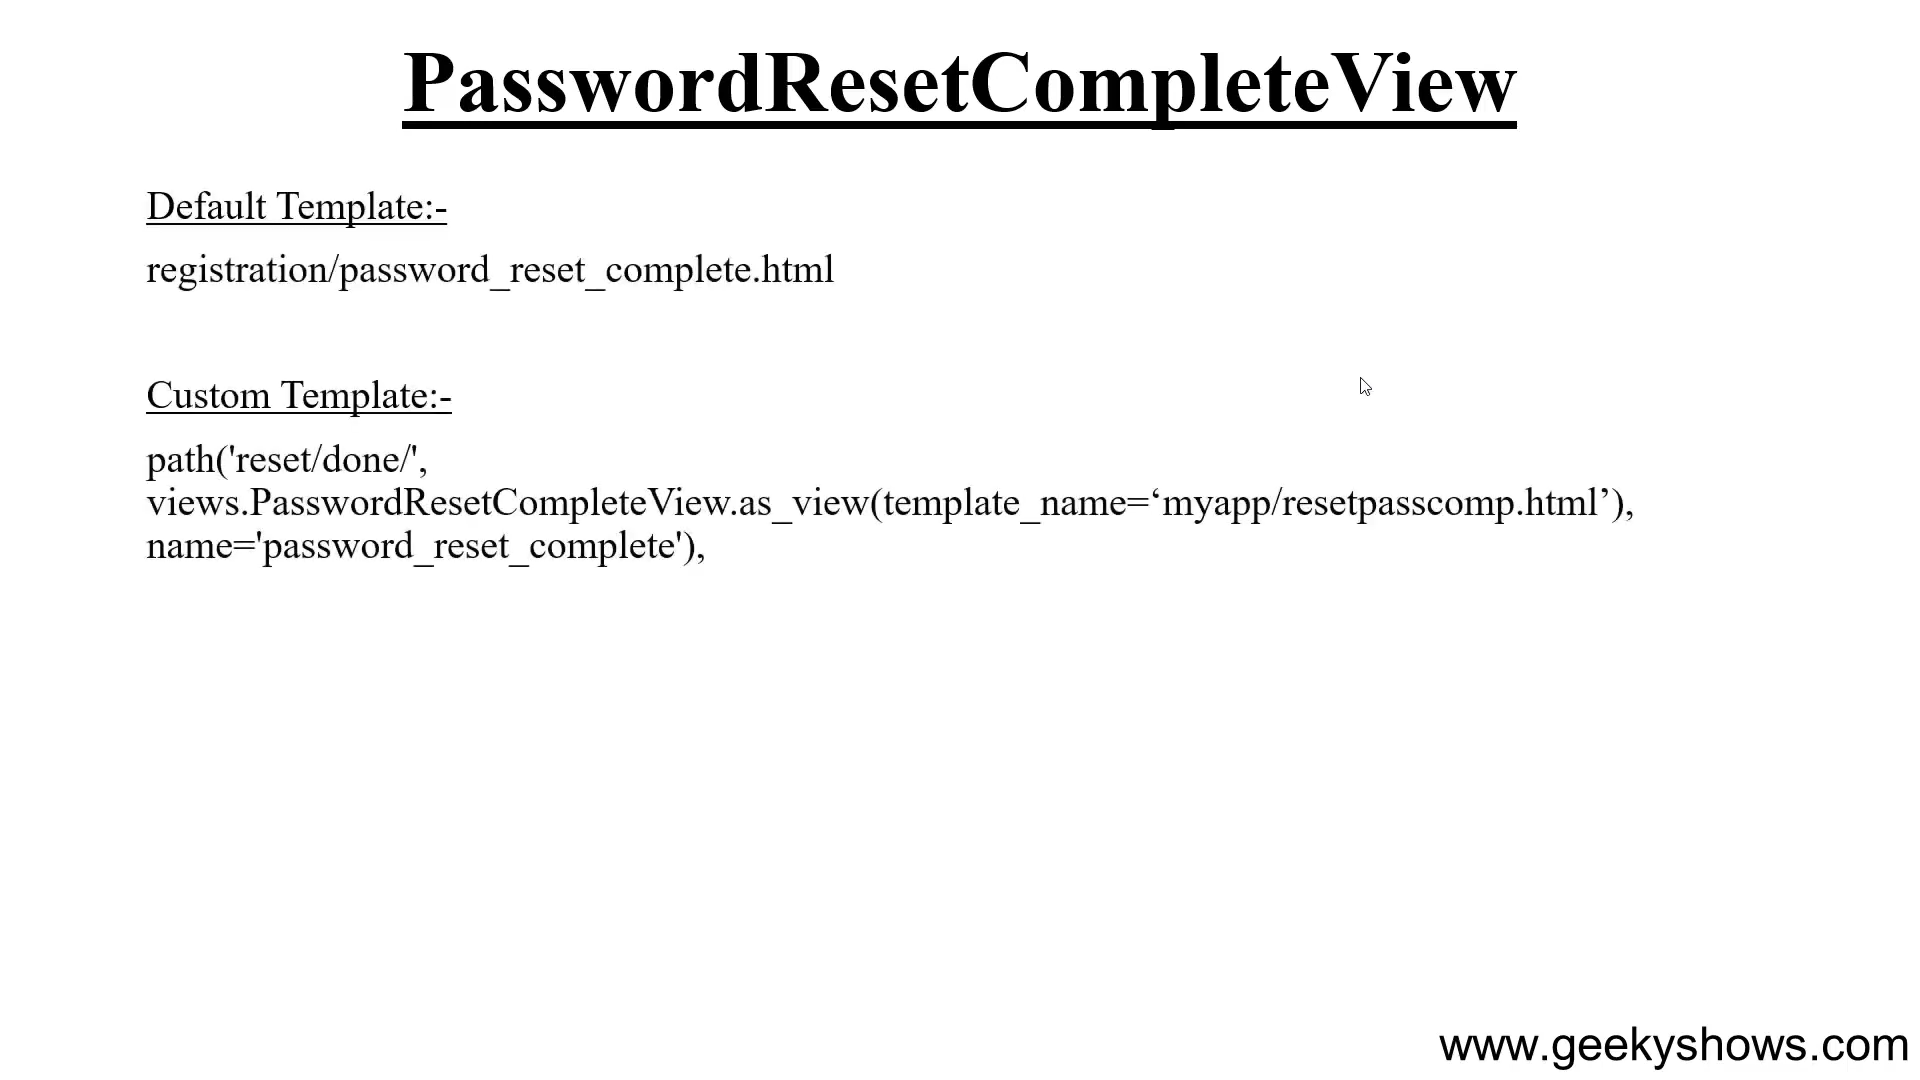 PasswordResetCompleteView
Default Template:-
registration/password_reset_complete.html
Custom Template:-
path('reset/done/',
views.PasswordResetCompleteView.as_view(template_name=‘myapp/resetpasscomp.html’),
name='password_reset_complete'),
www.geekyshows.com